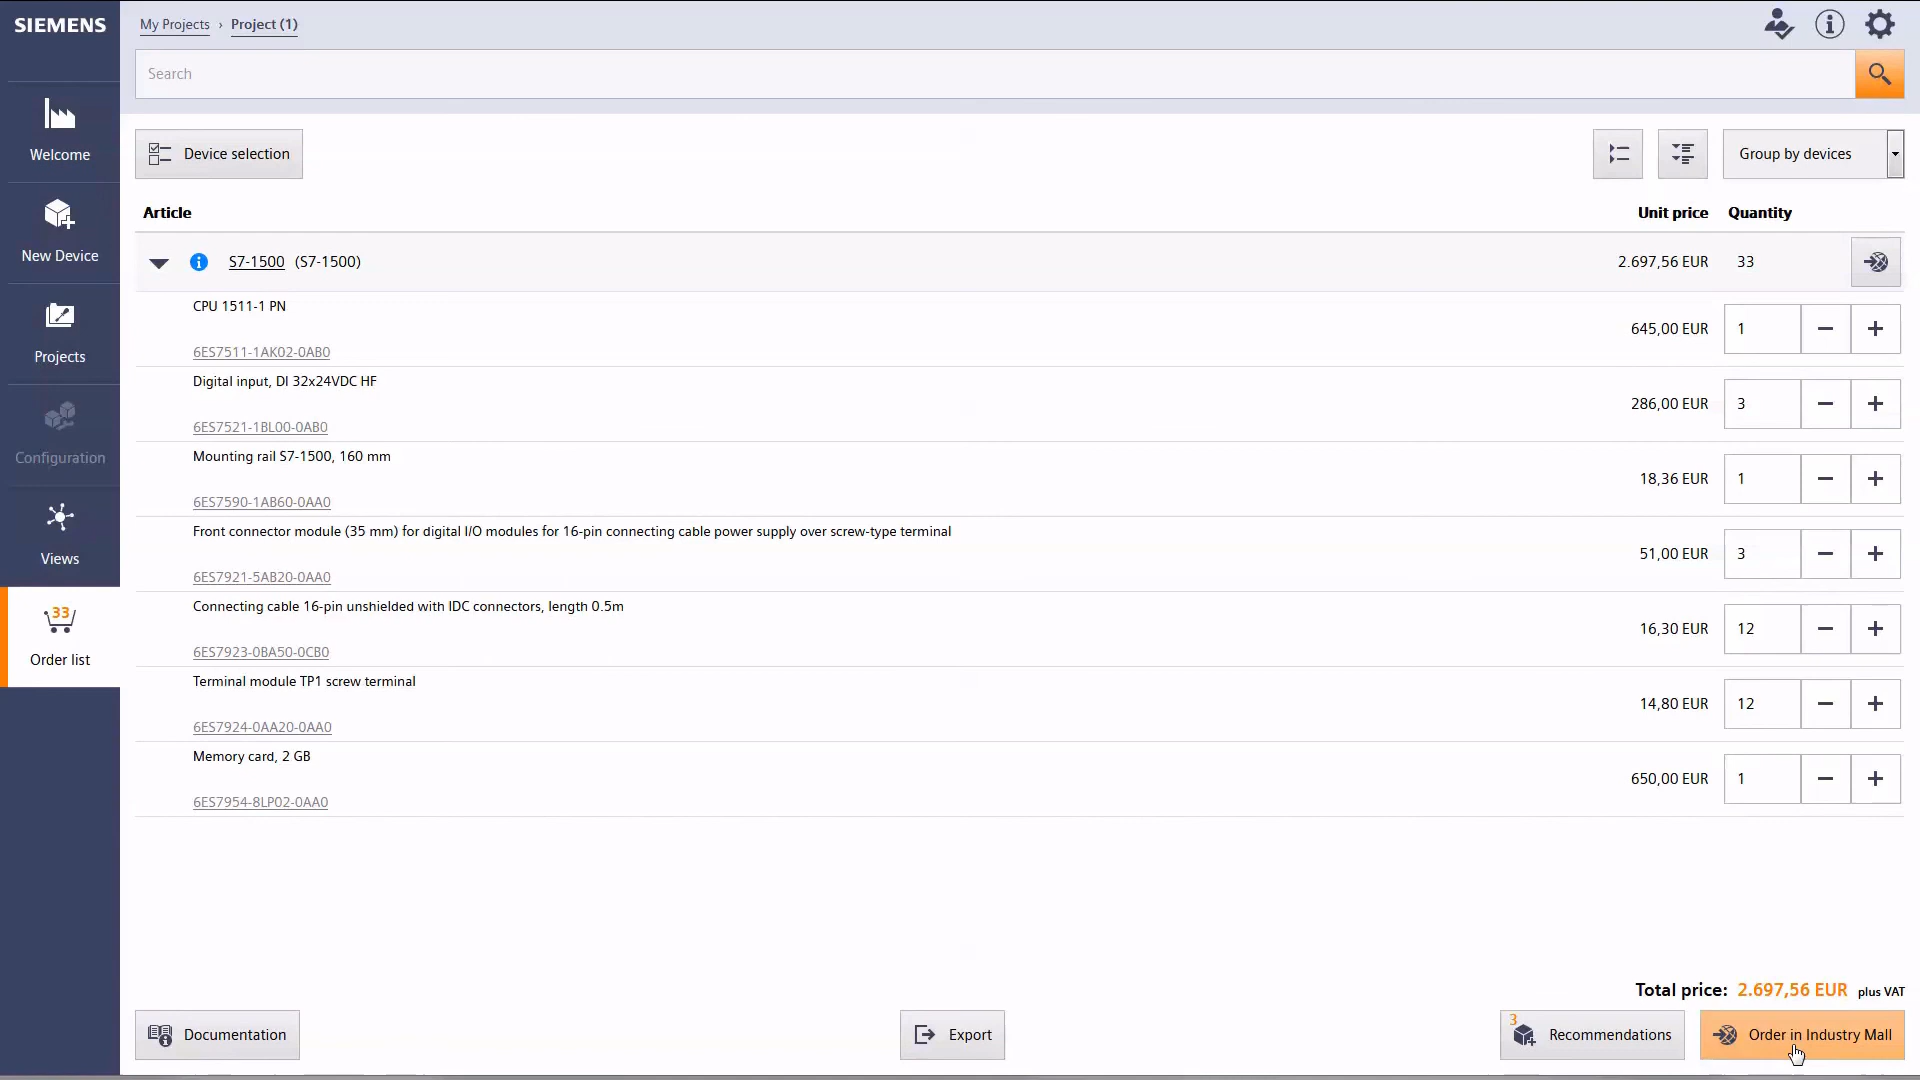 SIEMENS
My Projects › Project (1)
Search
Welcome
New Device
Projects
Configuration
Views
33
Order list
Device selection
Group by devices
Article Unit price Quantity
S7-1500 (S7-1500) 2.697,56 EUR 33
CPU 1511-1 PN
645,00 EUR 1
6ES7511-1AK02-0AB0
Digital input, DI 32x24VDC HF
286,00 EUR 3
6ES7521-1BL00-0AB0
Mounting rail S7-1500, 160 mm
18,36 EUR 1
6ES7590-1AB60-0AA0
Front connector module (35 mm) for digital I/O modules for 16-pin connecting cable power supply over screw-type terminal
51,00 EUR 3
6ES7921-5AB20-0AA0
Connecting cable 16-pin unshielded with IDC connectors, length 0.5m
16,30 EUR 12
6ES7923-0BA50-0CB0
Terminal module TP1 screw terminal
14,80 EUR 12
6ES7924-0AA20-0AA0
Memory card, 2 GB
650,00 EUR 1
6ES7954-8LP02-0AA0
Total price: 2.697,56 EUR plus VAT
Documentation
Export
3
Recommendations
Order in Industry Mall